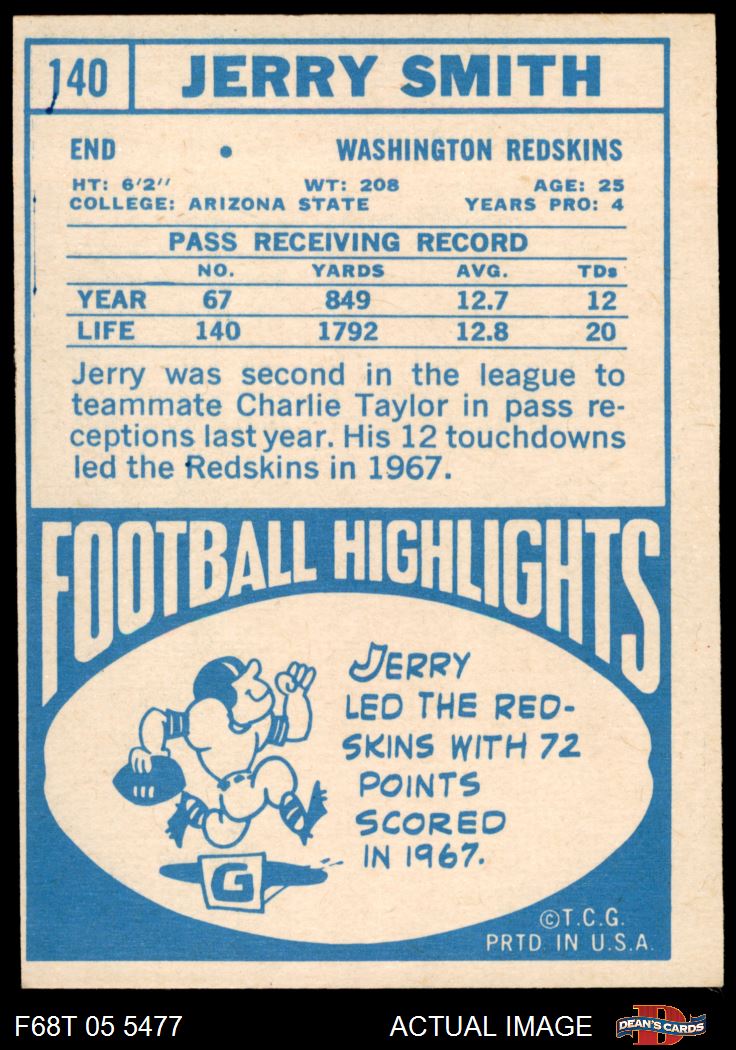 140 JERRY SMITH
END • WASHINGTON REDSKINS
HT: 6'2" WT: 208 AGE: 25
COLLEGE: ARIZONA STATE YEARS PRO: 4
PASS RECEIVING RECORD
NO. YARDS AVG. TDs
YEAR 67 849 12.7 12
LIFE 140 1792 12.8 20
Jerry was second in the league to
teammate Charlie Taylor in pass re-
ceptions last year. His 12 touchdowns
led the Redskins in 1967.
FOOTBALL HIGHLIGHTS
JERRY
LED THE RED-
SKINS WITH 72
POINTS
SCORED
IN 1967.
G
©T.C.G.
PRTD. IN U.S.A.
F68T 05 5477 ACTUAL IMAGE D DEAN'S CARDS